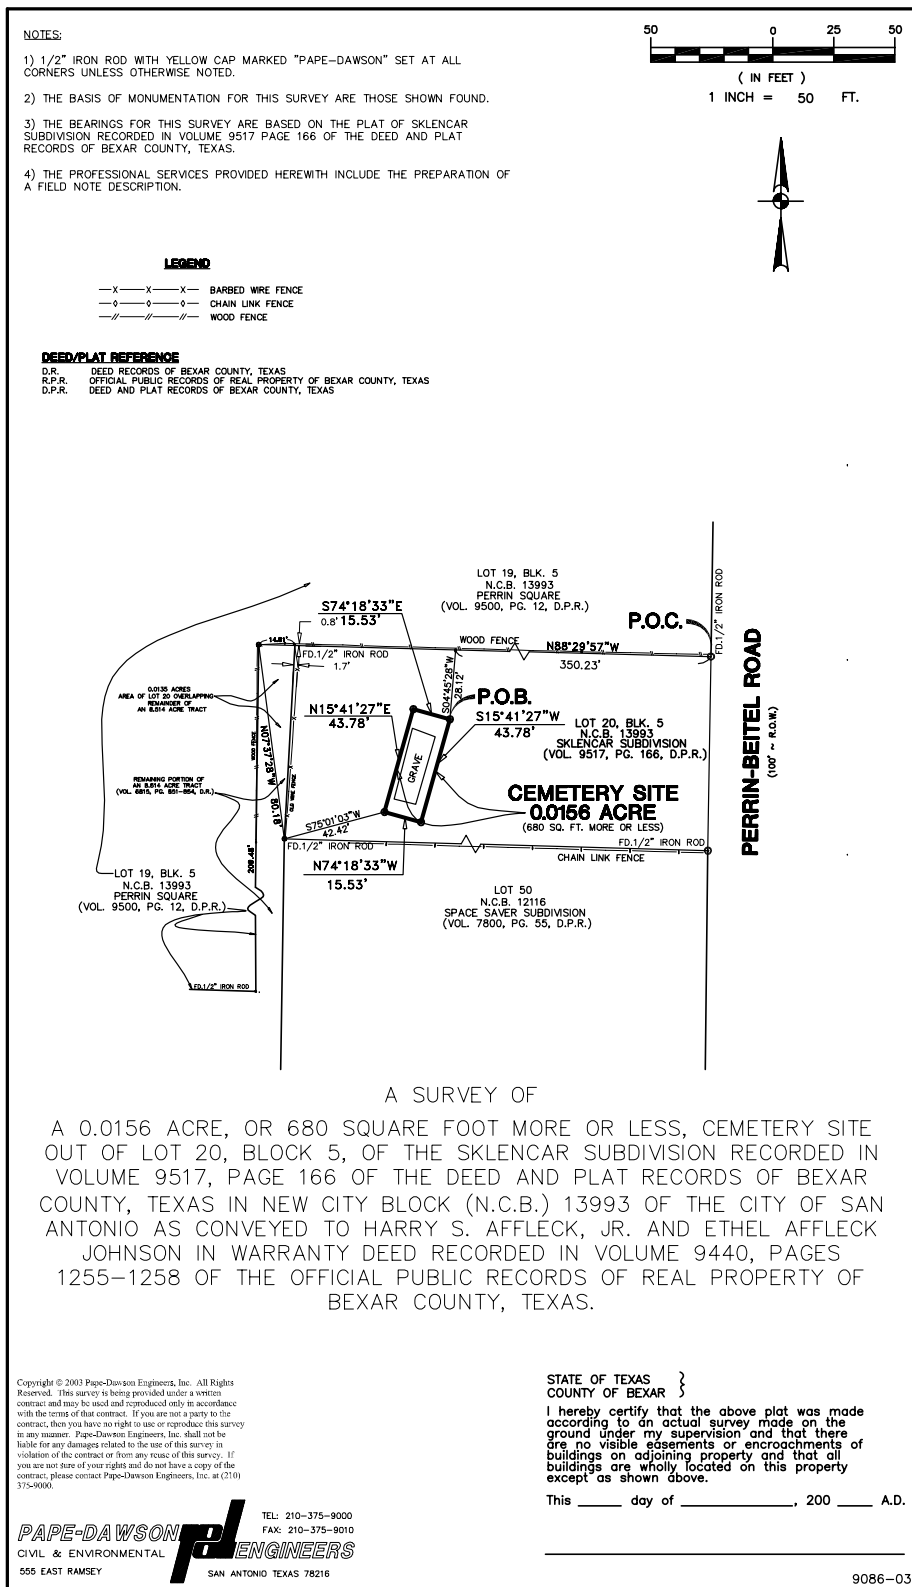 NOTES:
1) 1/2" IRON ROD WITH YELLOW CAP MARKED "PAPE-DAWSON" SET AT ALL
CORNERS UNLESS OTHERWISE NOTED.
2) THE BASIS OF MONUMENTATION FOR THIS SURVEY ARE THOSE SHOWN FOUND.
3) THE BEARINGS FOR THIS SURVEY ARE BASED ON THE PLAT OF SKLENCAR
SUBDIVISION RECORDED IN VOLUME 9517 PAGE 166 OF THE DEED AND PLAT
RECORDS OF BEXAR COUNTY, TEXAS.
4) THE PROFESSIONAL SERVICES PROVIDED HEREWITH INCLUDE THE PREPARATION OF
A FIELD NOTE DESCRIPTION.
50 0 25 50
( IN FEET )
1 INCH = 50 FT.
LEGEND
BARBED WIRE FENCE
CHAIN LINK FENCE
WOOD FENCE
DEED/PLAT REFERENCE
D.R. DEED RECORDS OF BEXAR COUNTY, TEXAS
R.P.R. OFFICIAL PUBLIC RECORDS OF REAL PROPERTY OF BEXAR COUNTY, TEXAS
D.P.R. DEED AND PLAT RECORDS OF BEXAR COUNTY, TEXAS
LOT 19, BLK. 5
N.C.B. 13993
PERRIN SQUARE
(VOL. 9500, PG. 12, D.P.R.)
P.O.C.
FD.1/2" IRON ROD
S74°18'33"E
0.8' 15.53'
14.81'
WOOD FENCE
N88°29'57"W
350.23'
FD.1/2" IRON ROD
1.7'
S04°45'28"W
28.12'
PERRIN-BEITEL ROAD
(100' ~ R.O.W.)
0.0135 ACRES
AREA OF LOT 20 OVERLAPPING
REMAINDER OF
AN 8.514 ACRE TRACT
P.O.B.
N15°41'27"E
43.78'
S15°41'27"W
43.78'
LOT 20, BLK. 5
N.C.B. 13993
SKLENCAR SUBDIVISION
(VOL. 9517, PG. 166, D.P.R.)
WOOD FENCE
N07°37'28"W
80.18'
GRAVE
REMAINING PORTION OF
AN 8.514 ACRE TRACT
(VOL. 6815, PG. 851-854, D.R.)
CEMETERY SITE
0.0156 ACRE
(680 SQ. FT. MORE OR LESS)
S75°01'03"W
42.42'
FD.1/2" IRON ROD
FD.1/2" IRON ROD
CHAIN LINK FENCE
N74°18'33"W
15.53'
LOT 19, BLK. 5
N.C.B. 13993
PERRIN SQUARE
(VOL. 9500, PG. 12, D.P.R.)
LOT 50
N.C.B. 12116
SPACE SAVER SUBDIVISION
(VOL. 7800, PG. 55, D.P.R.)
FD.1/2" IRON ROD
A SURVEY OF
A 0.0156 ACRE, OR 680 SQUARE FOOT MORE OR LESS, CEMETERY SITE
OUT OF LOT 20, BLOCK 5, OF THE SKLENCAR SUBDIVISION RECORDED IN
VOLUME 9517, PAGE 166 OF THE DEED AND PLAT RECORDS OF BEXAR
COUNTY, TEXAS IN NEW CITY BLOCK (N.C.B.) 13993 OF THE CITY OF SAN
ANTONIO AS CONVEYED TO HARRY S. AFFLECK, JR. AND ETHEL AFFLECK
JOHNSON IN WARRANTY DEED RECORDED IN VOLUME 9440, PAGES
1255-1258 OF THE OFFICIAL PUBLIC RECORDS OF REAL PROPERTY OF
BEXAR COUNTY, TEXAS.
Copyright © 2003 Pape-Dawson Engineers, Inc. All Rights
Reserved. This survey is being provided under a written
contract and may be used and reproduced only in accordance
with the terms of that contract. If you are not a party to the
contract, then you have no right to use or reproduce this survey
in any manner. Pape-Dawson Engineers, Inc. shall not be
liable for any damages related to the use of this survey in
violation of the contract or from any reuse of this survey. If
you are not sure of your rights and do not have a copy of the
contract, please contact Pape-Dawson Engineers, Inc. at (210)
375-9000.
STATE OF TEXAS
COUNTY OF BEXAR
I hereby certify that the above plat was made
according to an actual survey made on the
ground under my supervision and that there
are no visible easements or encroachments of
buildings on adjoining property and that all
buildings are wholly located on this property
except as shown above.
This ______ day of ______________, 200 ____ A.D.
PAPE-DAWSON
ENGINEERS
CIVIL & ENVIRONMENTAL
555 EAST RAMSEY
TEL: 210-375-9000
FAX: 210-375-9010
SAN ANTONIO TEXAS 78216
9086-03